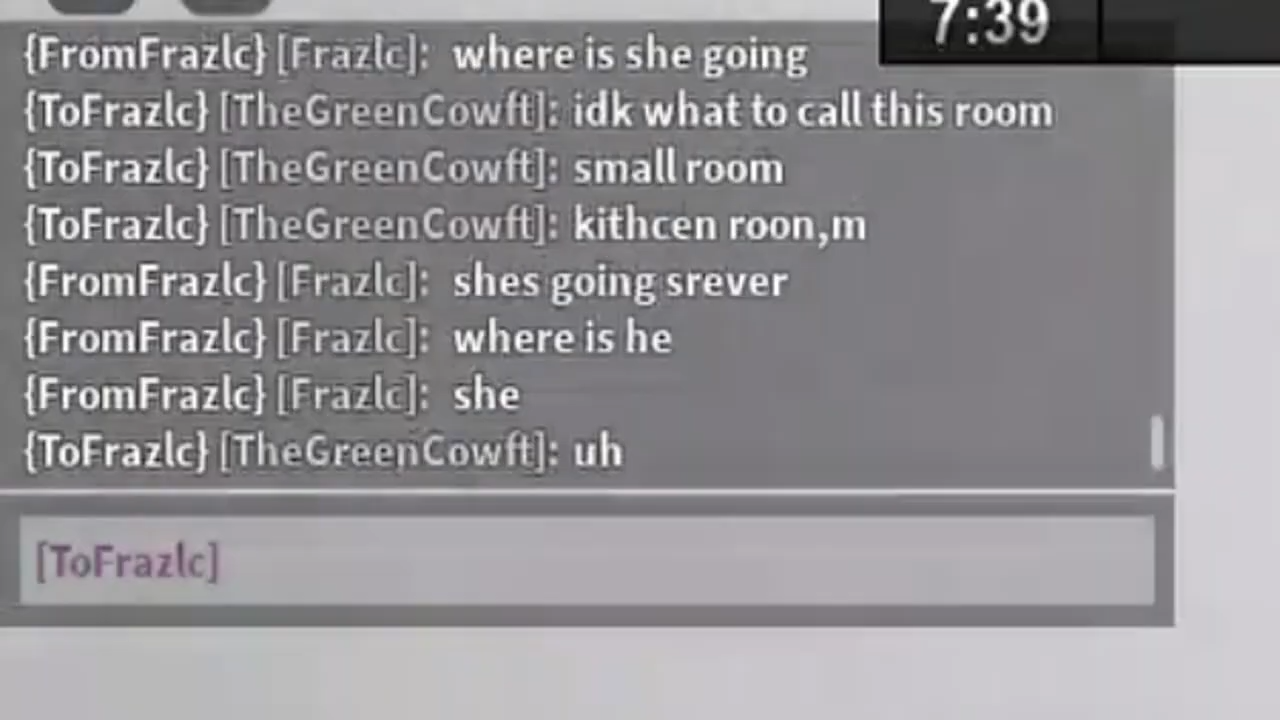 7:39
{FromFrazlc} [Frazlc]: where is she going
{ToFrazlc} [TheGreenCowft]: idk what to call this room
{ToFrazlc} [TheGreenCowft]: small room
{ToFrazlc} [TheGreenCowft]: kithcen roon,m
{FromFrazlc} [Frazlc]: shes going srever
{FromFrazlc} [Frazlc]: where is he
{FromFrazlc} [Frazlc]: she
{ToFrazlc} [TheGreenCowft]: uh
[ToFrazlc]